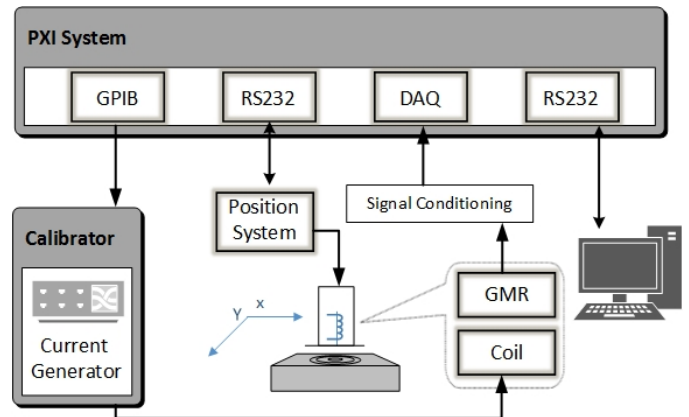 PXI System
GPIB
RS232
DAQ
RS232
Position
System
Signal Conditioning
Calibrator
Current
Generator
Y
x
GMR
Coil